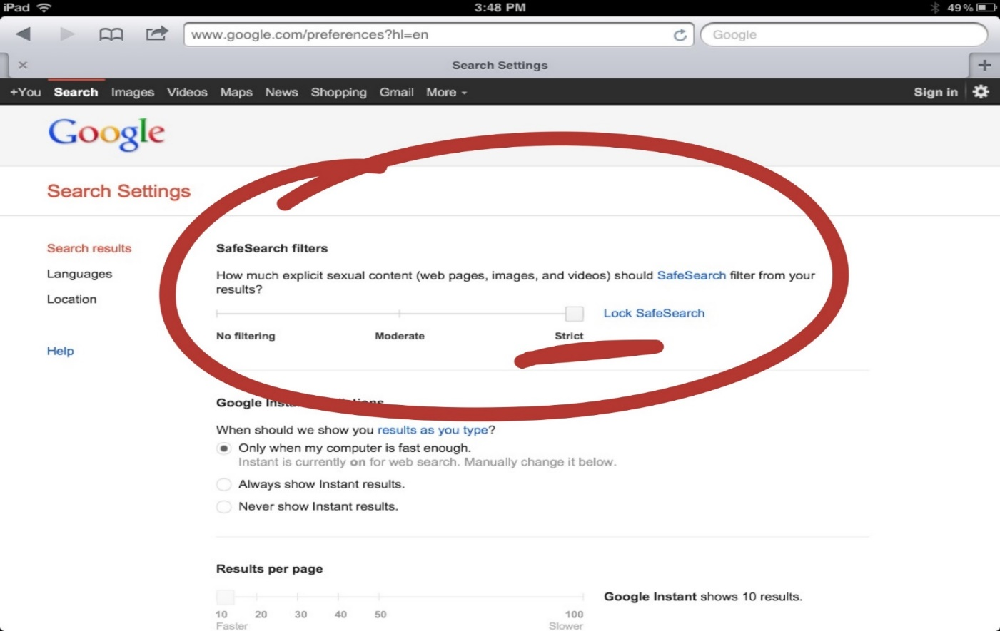 iPad
3:48 PM
49%
www.google.com/preferences?hl=en
Google
Search Settings
+You Search Images Videos Maps News Shopping Gmail More
Sign in
Google
Search Settings
Search results
Languages
Location
Help
SafeSearch filters
How much explicit sexual content (web pages, images, and videos) should SafeSearch filter from your
results?
Lock SafeSearch
No filtering Moderate Strict
Google
When should we show you results as you type?
Only when my computer is fast enough.
Instant is currently on for web search. Manually change it below.
Always show Instant results.
Never show Instant results.
Results per page
Google Instant shows 10 results.
10 20 30 40 50 100
Faster Slower